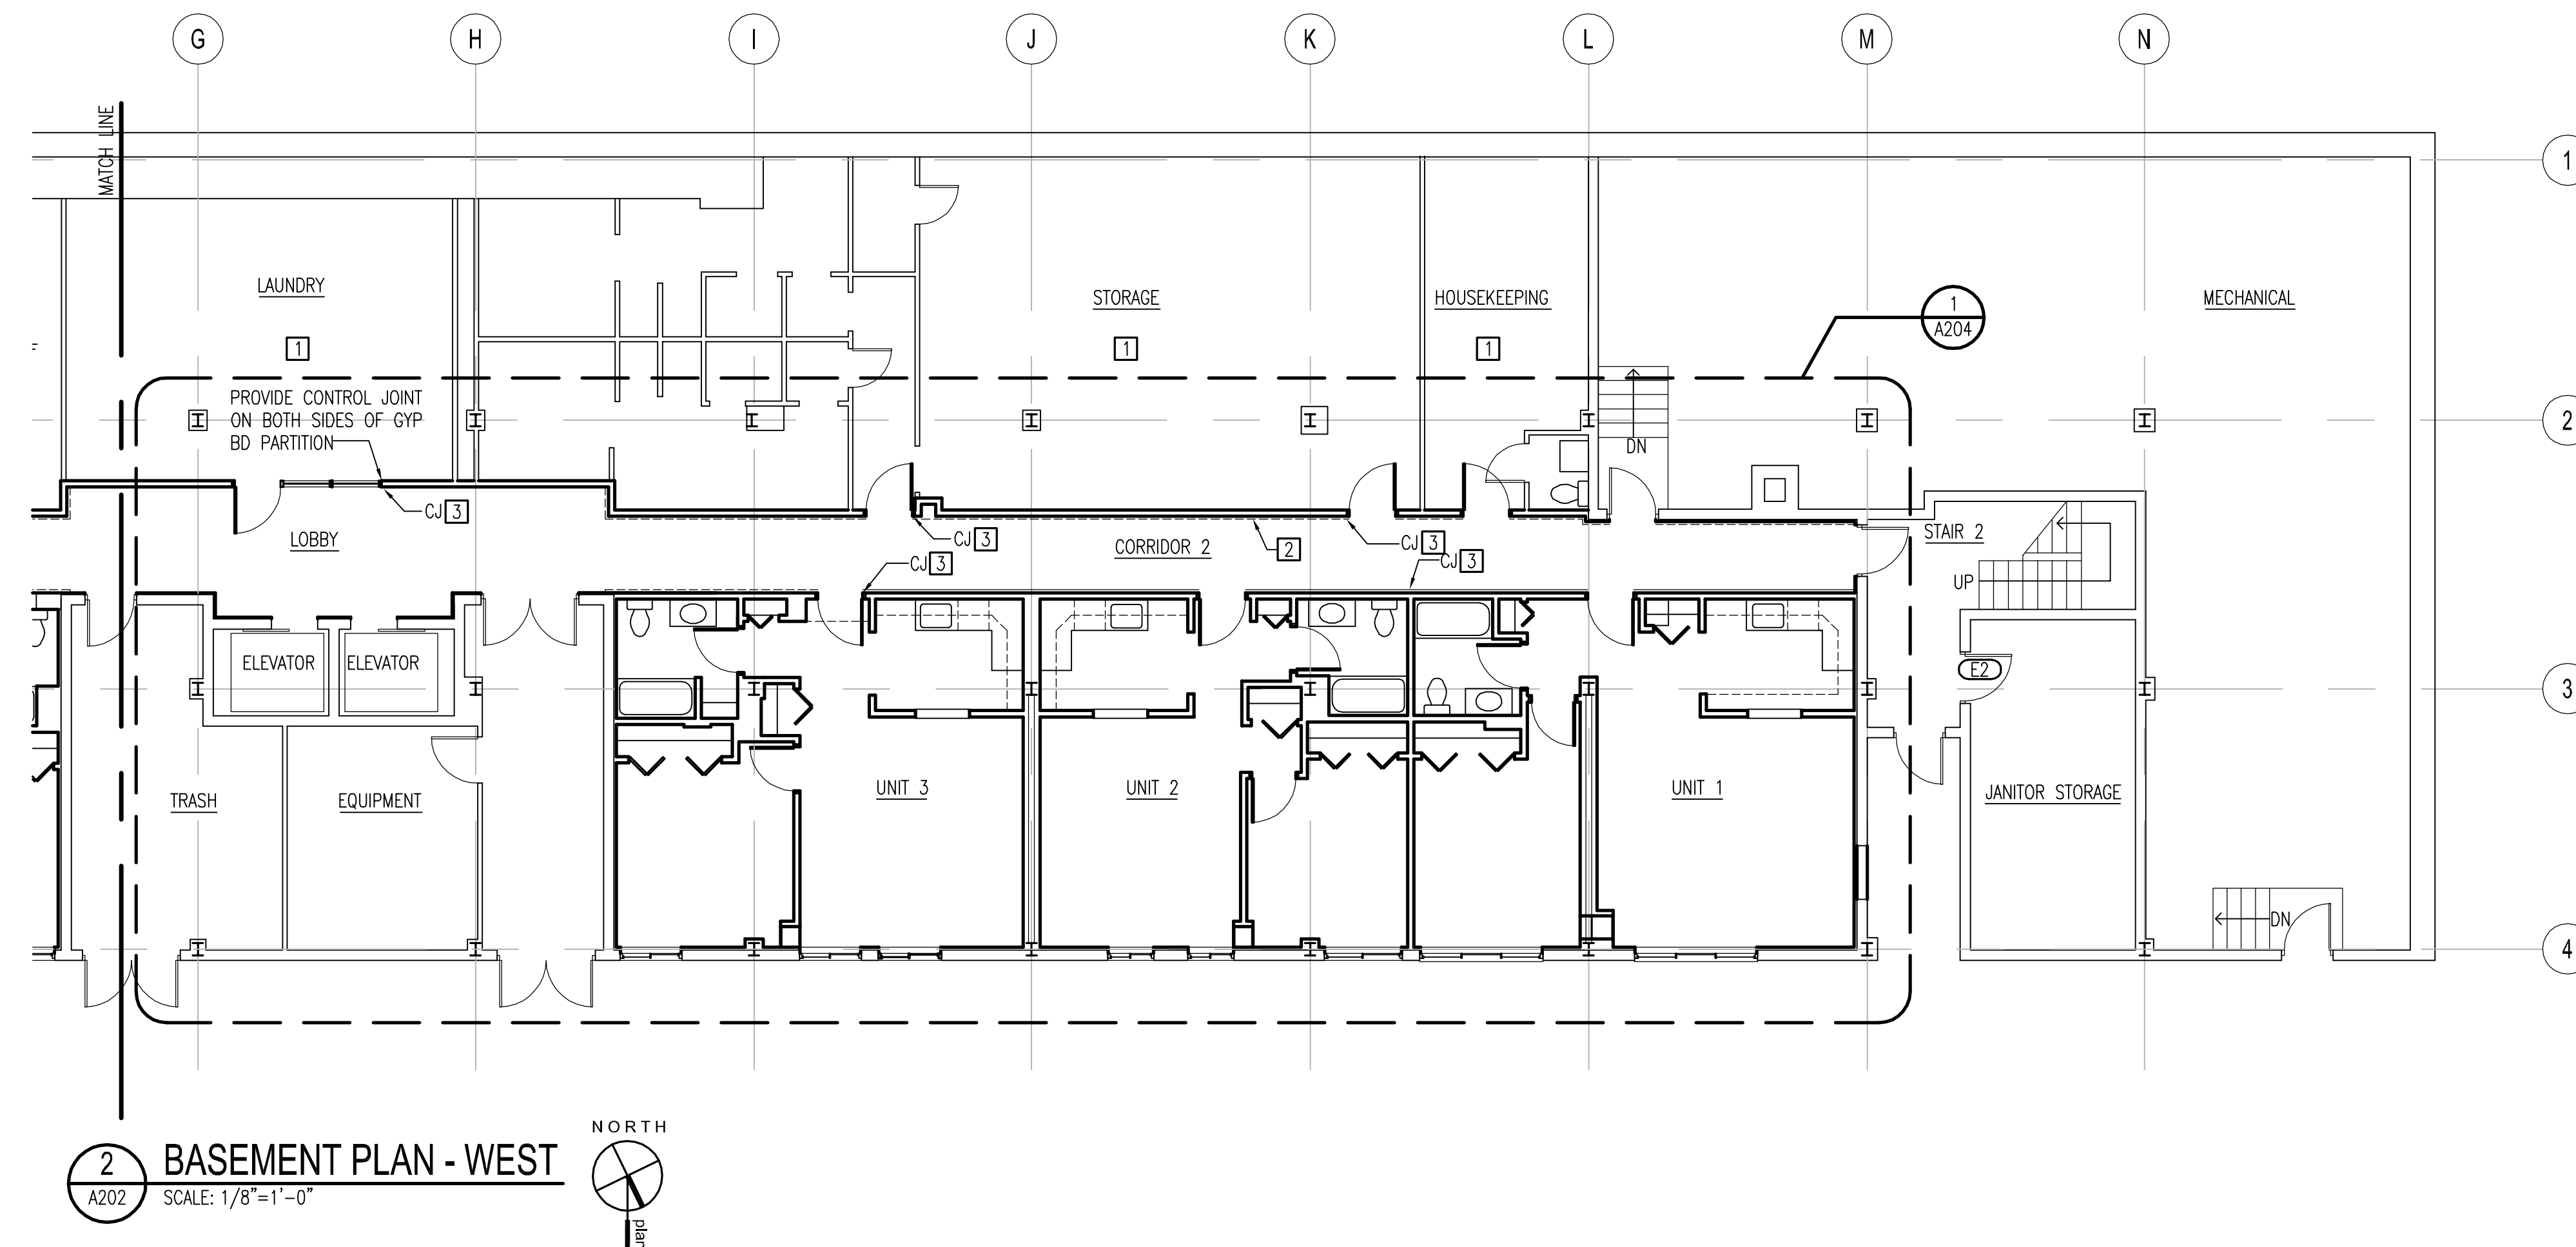 G
H
I
J
K
L
M
N
MATCH LINE
1
LAUNDRY
STORAGE
HOUSEKEEPING
MECHANICAL
1
A204
1
1
1
PROVIDE CONTROL JOINT
ON BOTH SIDES OF GYP
BD PARTITION
2
DN
CJ 3
LOBBY
CJ 3
CORRIDOR 2
2
CJ 3
CJ 3
CJ 3
STAIR 2
UP
ELEVATOR
ELEVATOR
E2
3
TRASH
EQUIPMENT
UNIT 3
UNIT 2
UNIT 1
JANITOR STORAGE
DN
4
2
A202
BASEMENT PLAN - WEST
SCALE: 1/8"=1'-0"
NORTH
plan